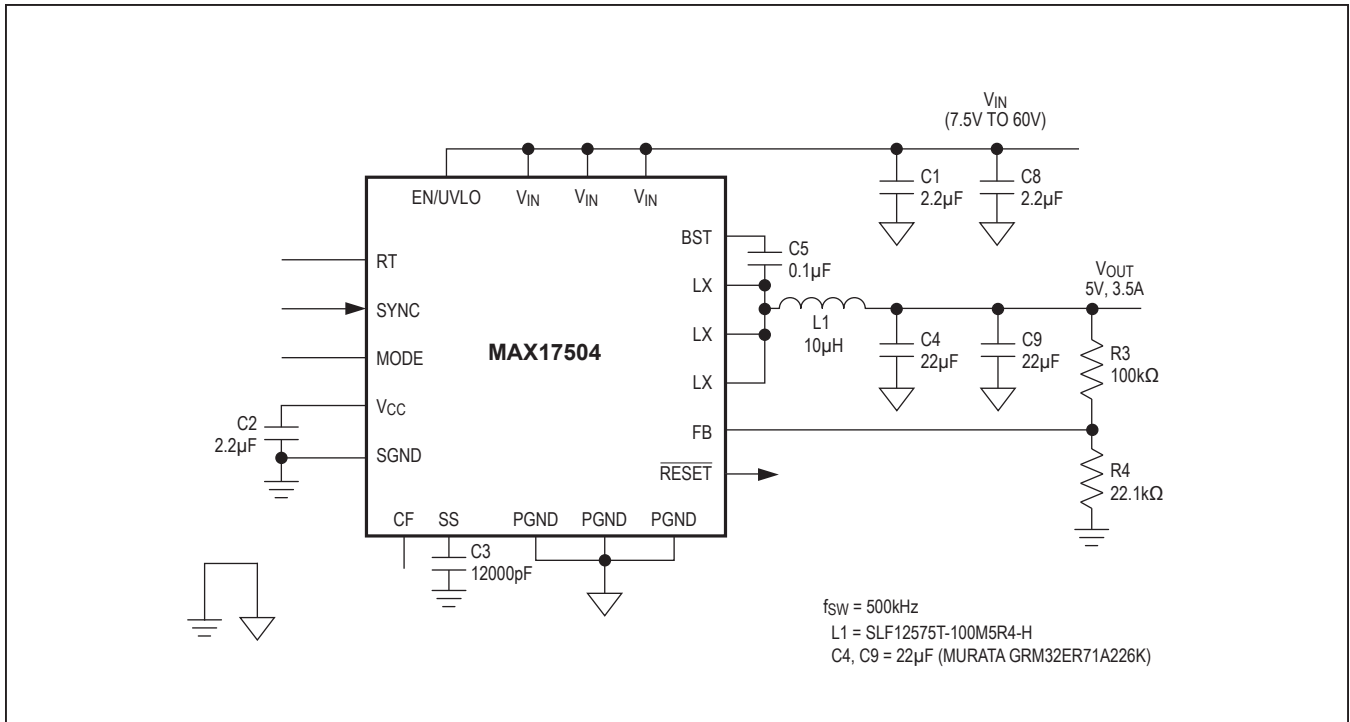 VIN
(7.5V TO 60V)
EN/UVLO
VIN
VIN
VIN
C1
2.2µF
C8
2.2µF
BST
C5
0.1µF
RT
LX
VOUT
5V, 3.5A
SYNC
L1
10µH
LX
MAX17504
MODE
C4
22µF
C9
22µF
R3
100kΩ
LX
VCC
C2
2.2µF
FB
SGND
RESET
R4
22.1kΩ
CF
SS
PGND
PGND
PGND
C3
12000pF
fSW = 500kHz
L1 = SLF12575T-100M5R4-H
C4, C9 = 22µF (MURATA GRM32ER71A226K)